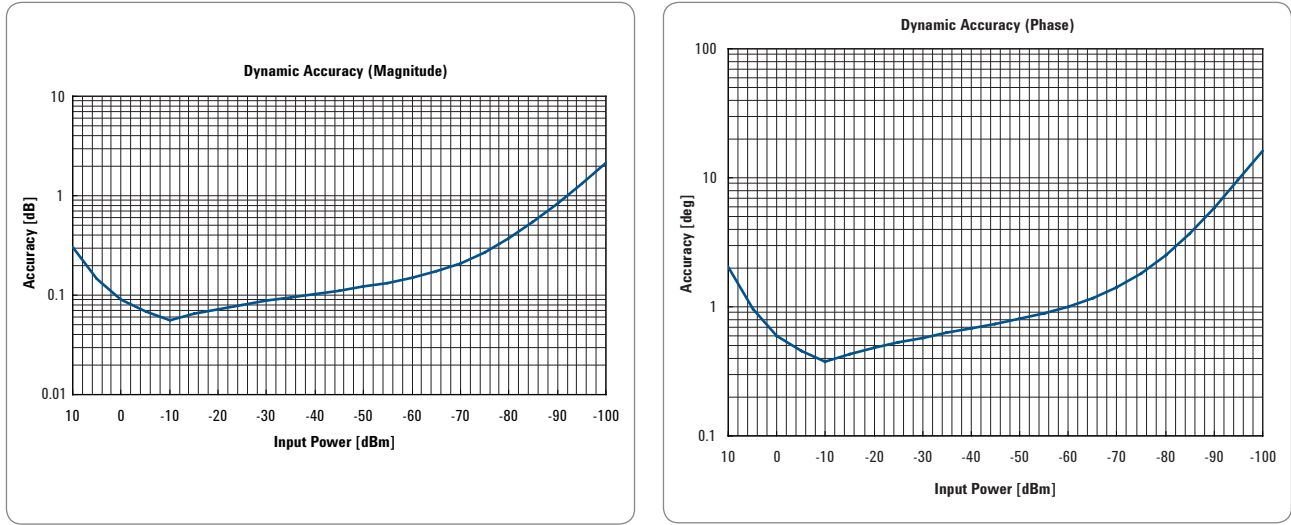 Dynamic Accuracy (Magnitude)
10
1
0.1
0.01
Accuracy [dB]
10 0 -10 -20 -30 -40 -50 -60 -70 -80 -90 -100
Input Power [dBm]
Dynamic Accuracy (Phase)
100
10
1
0.1
Accuracy [deg]
10 0 -10 -20 -30 -40 -50 -60 -70 -80 -90 -100
Input Power [dBm]